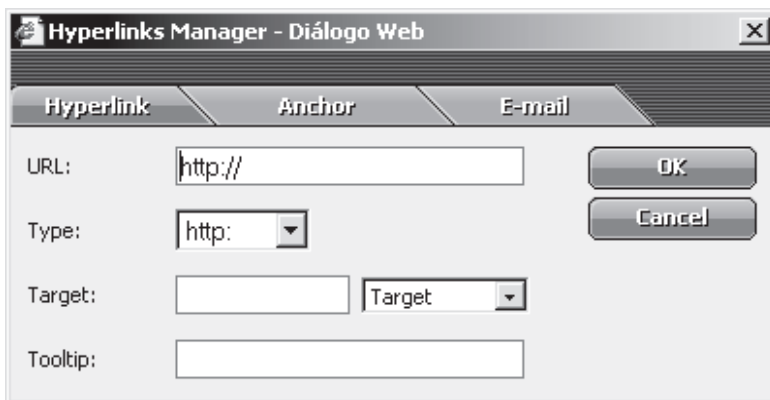 Hyperlinks Manager - Diálogo Web
Hyperlink Anchor E-mail
URL: http:// OK
Cancel
Type: http:
Target: Target
Tooltip: